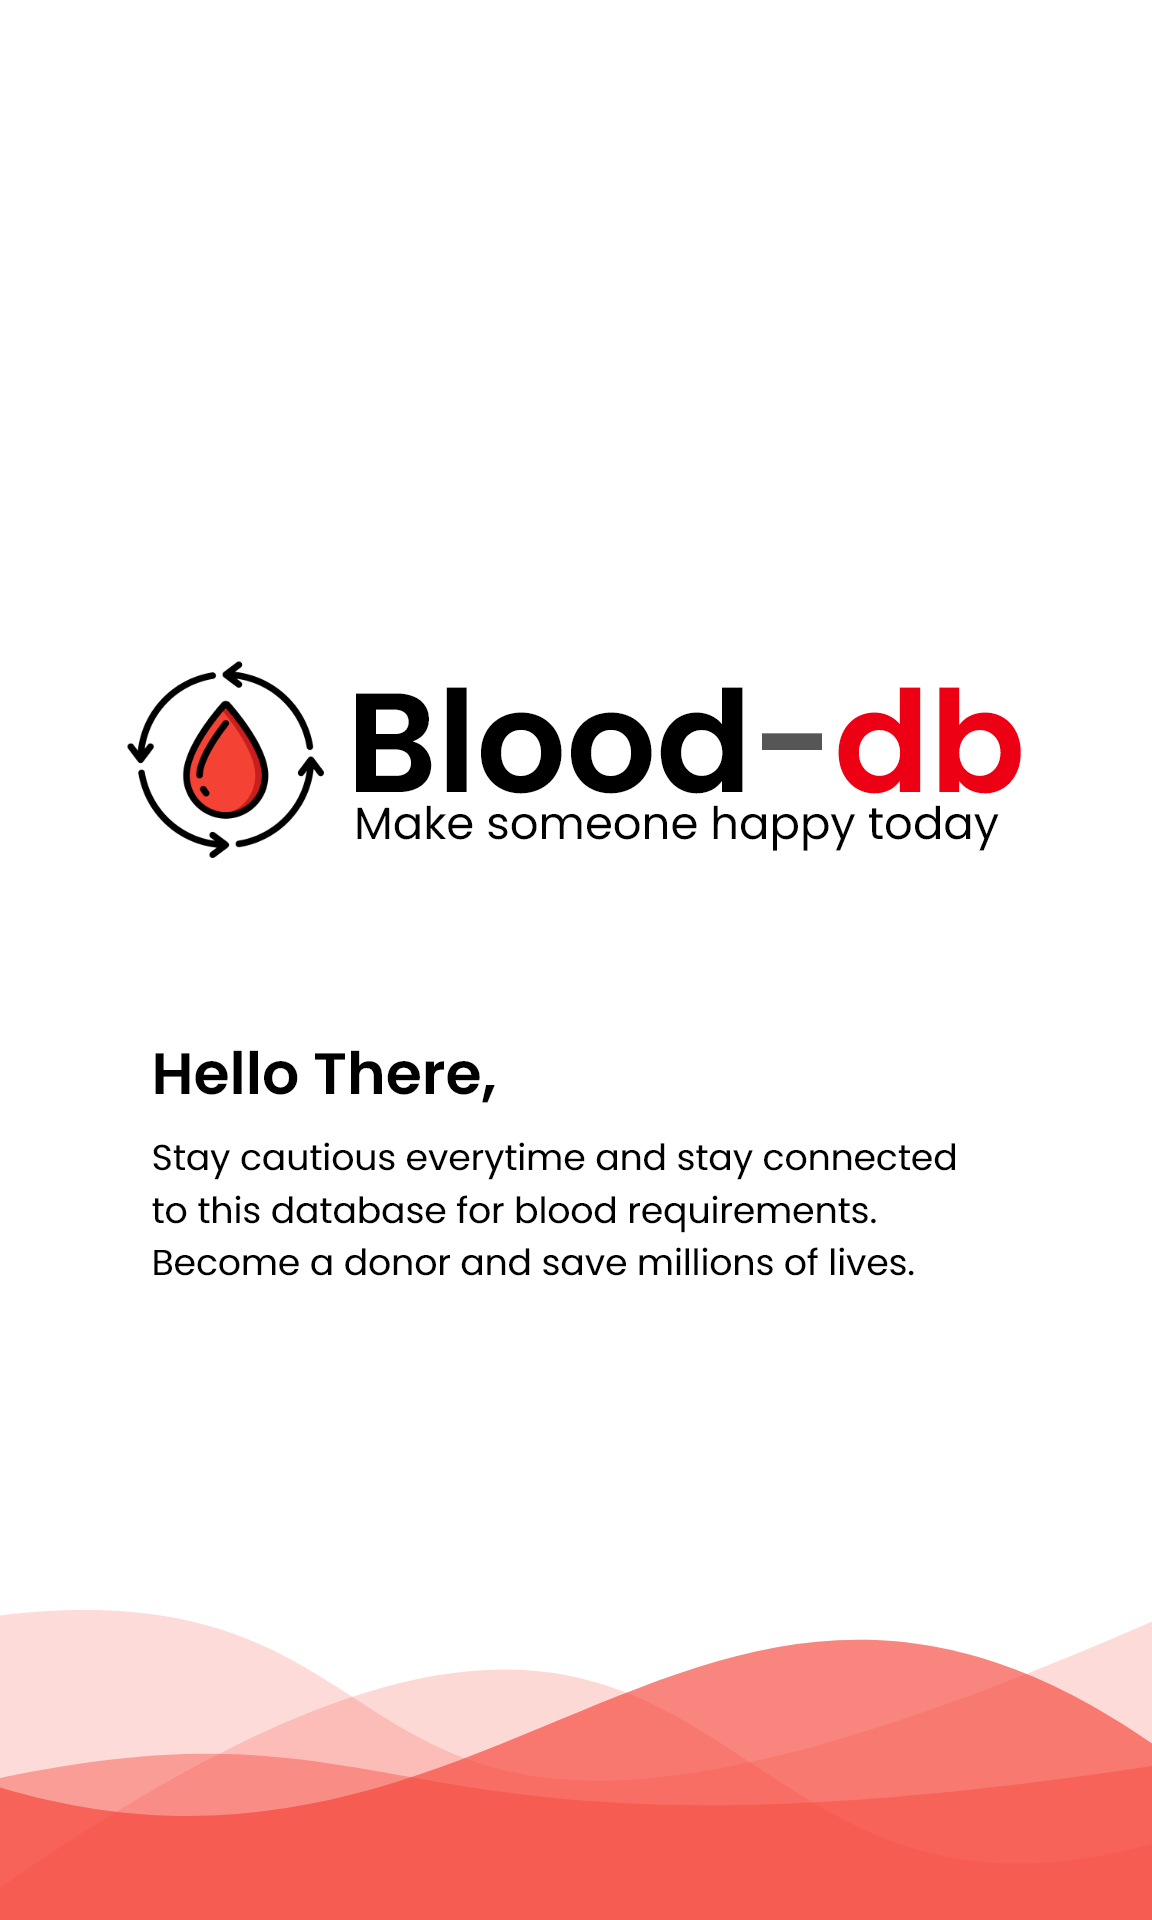 Blood-db
Make someone happy today
Hello There,
Stay cautious everytime and stay connected
to this database for blood requirements.
Become a donor and save millions of lives.